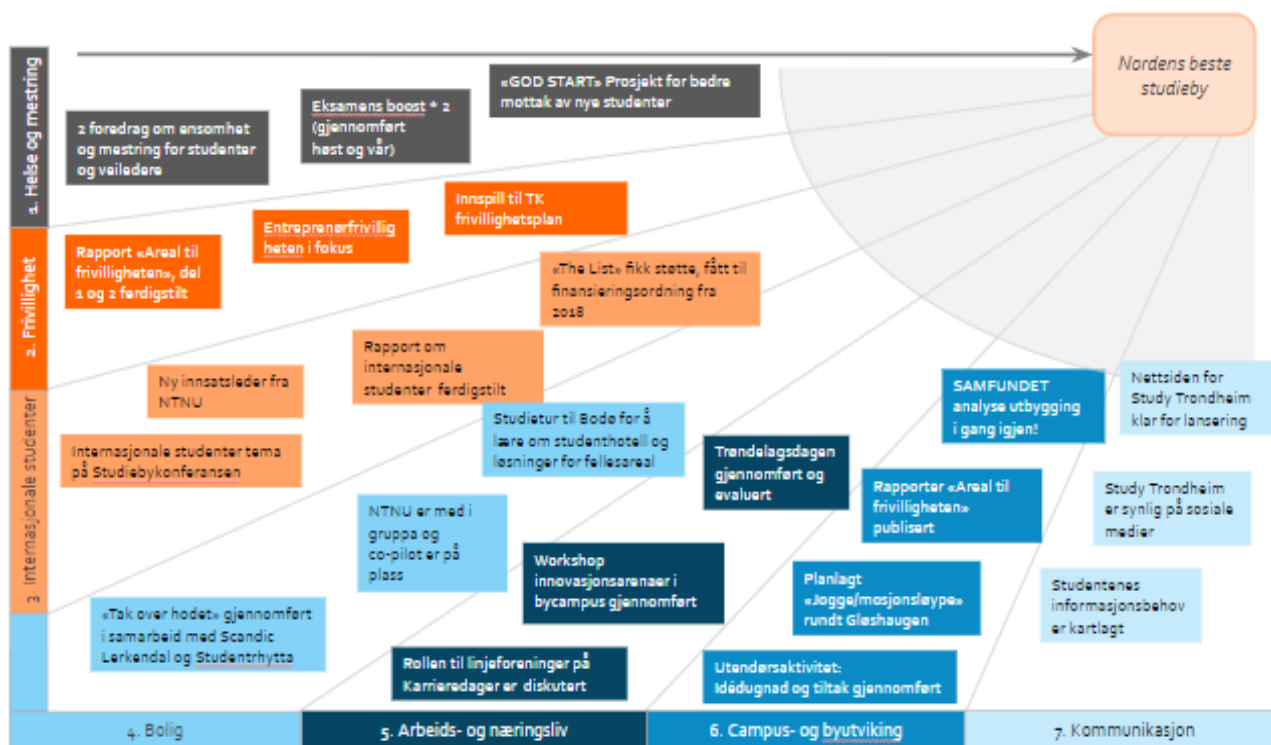 Nordens beste
studieby
1. Helse og mestring
2 foredrag om ensomhet
og mestring for studenter
og veiledere
Eksamens boost * 2
(gjennomført
høst og vår)
«GOD START» Prosjekt for bedre
mottak av nye studenter
2. Frivillighet
Rapport «Areal til
frivilligheten», del
1 og 2 ferdigstilt
Entreprenørfrivillig
heten i fokus
Innspill til TK
frivillighetsplan
3. Internasjonale studenter
Internasjonale studenter tema
på Studiebykonferansen
Ny innsatsleder fra
NTNU
Rapport om
internasjonale
studenter ferdigstilt
«The List» fikk støtte, fått til
finansieringsordning fra
2018
«Tak over hodet» gjennomført
i samarbeid med Scandic
Lerkendal og Studentrhytta
NTNU er med i
gruppa og
co-pilot er på
plass
Studietur til Bodø for å
lære om studenthotell og
løsninger for fellesareal
Rollen til linjeforeninger på
Karrieredager er diskutert
Workshop
innovasjonsarenaer i
bycampus gjennomført
Trøndelagsdagen
gjennomført og
evaluert
Utendørsaktivitet:
Idédugnad og tiltak gjennomført
Planlagt
«Jogge/mosjonsløype»
rundt Gløshaugen
Rapporter «Areal til
frivilligheten»
publisert
SAMFUNDET
analyse utbygging
i gang igjen!
Studentenes
informasjonsbehov
er kartlagt
Study Trondheim
er synlig på sosiale
medier
Nettsiden for
Study Trondheim
klar for lansering
4. Bolig
5. Arbeids- og næringsliv
6. Campus- og byutviking
7. Kommunikasjon